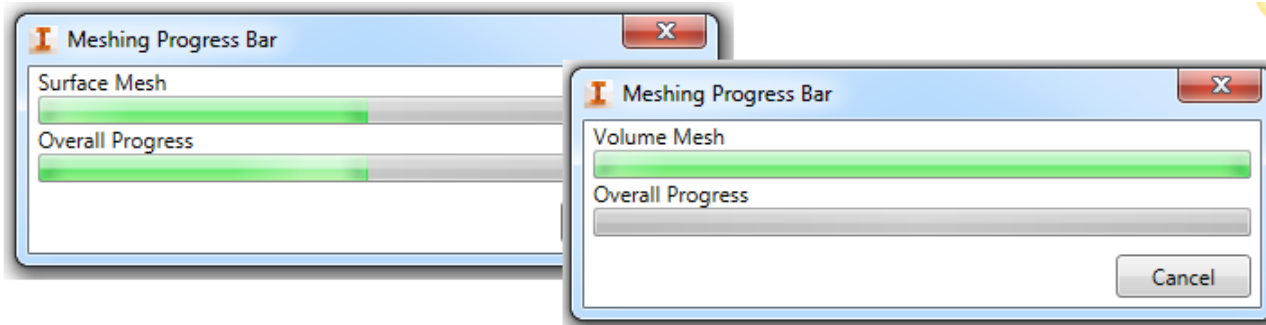 Meshing Progress Bar
Surface Mesh
Overall Progress
Meshing Progress Bar
Volume Mesh
Overall Progress
Cancel